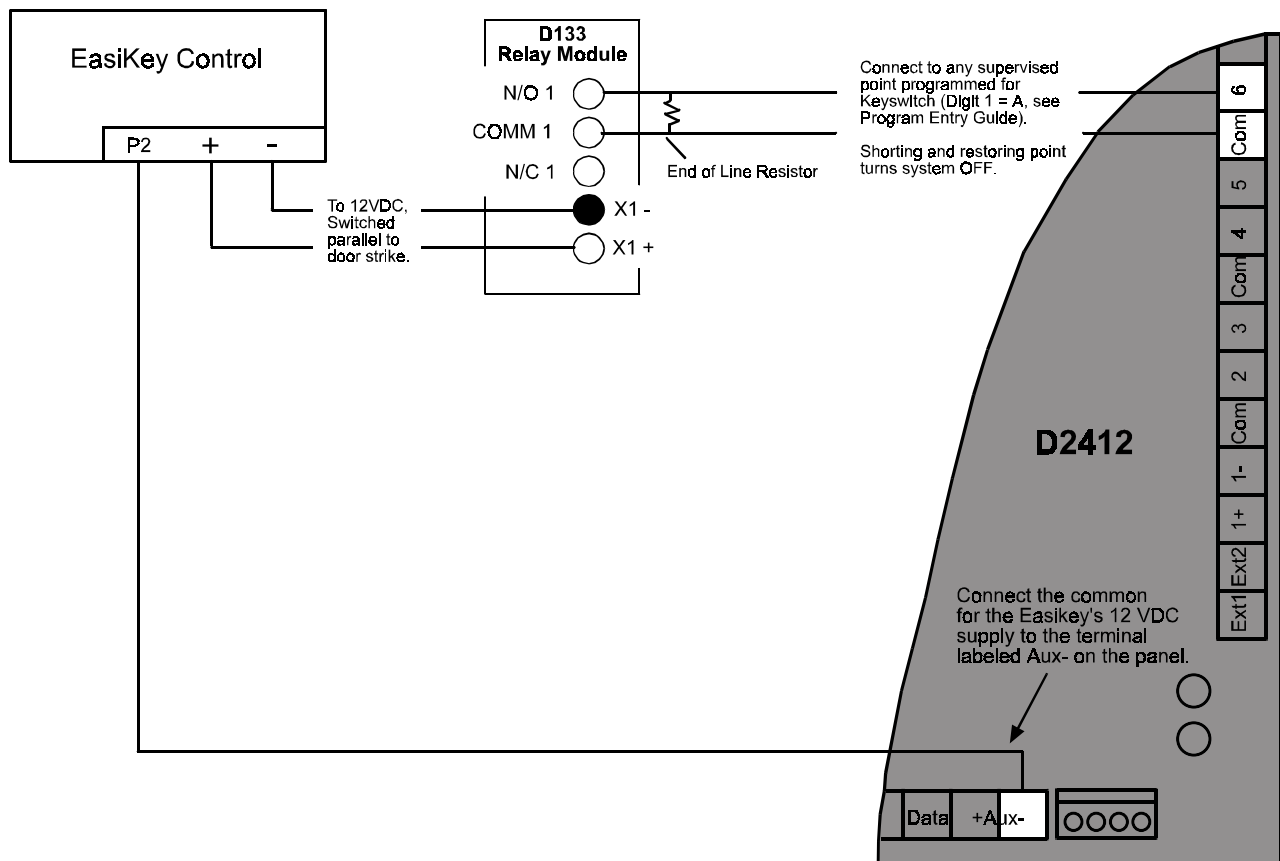 EasiKey Control
P2 + -
D133
Relay Module
N/O 1
COMM 1
N/C 1
X1 -
X1 +
To 12VDC,
Switched
parallel to
door strike.
End of Line Resistor
Connect to any supervised
point programmed for
Keyswitch (Digit 1 = A, see
Program Entry Guide).
Shorting and restoring point
turns system OFF.
6
Com
5
4
Com
3
2
Com
1-
1+
Ext2
Ext1
D2412
Connect the common
for the Easikey's 12 VDC
supply to the terminal
labeled Aux- on the panel.
Data +Aux-